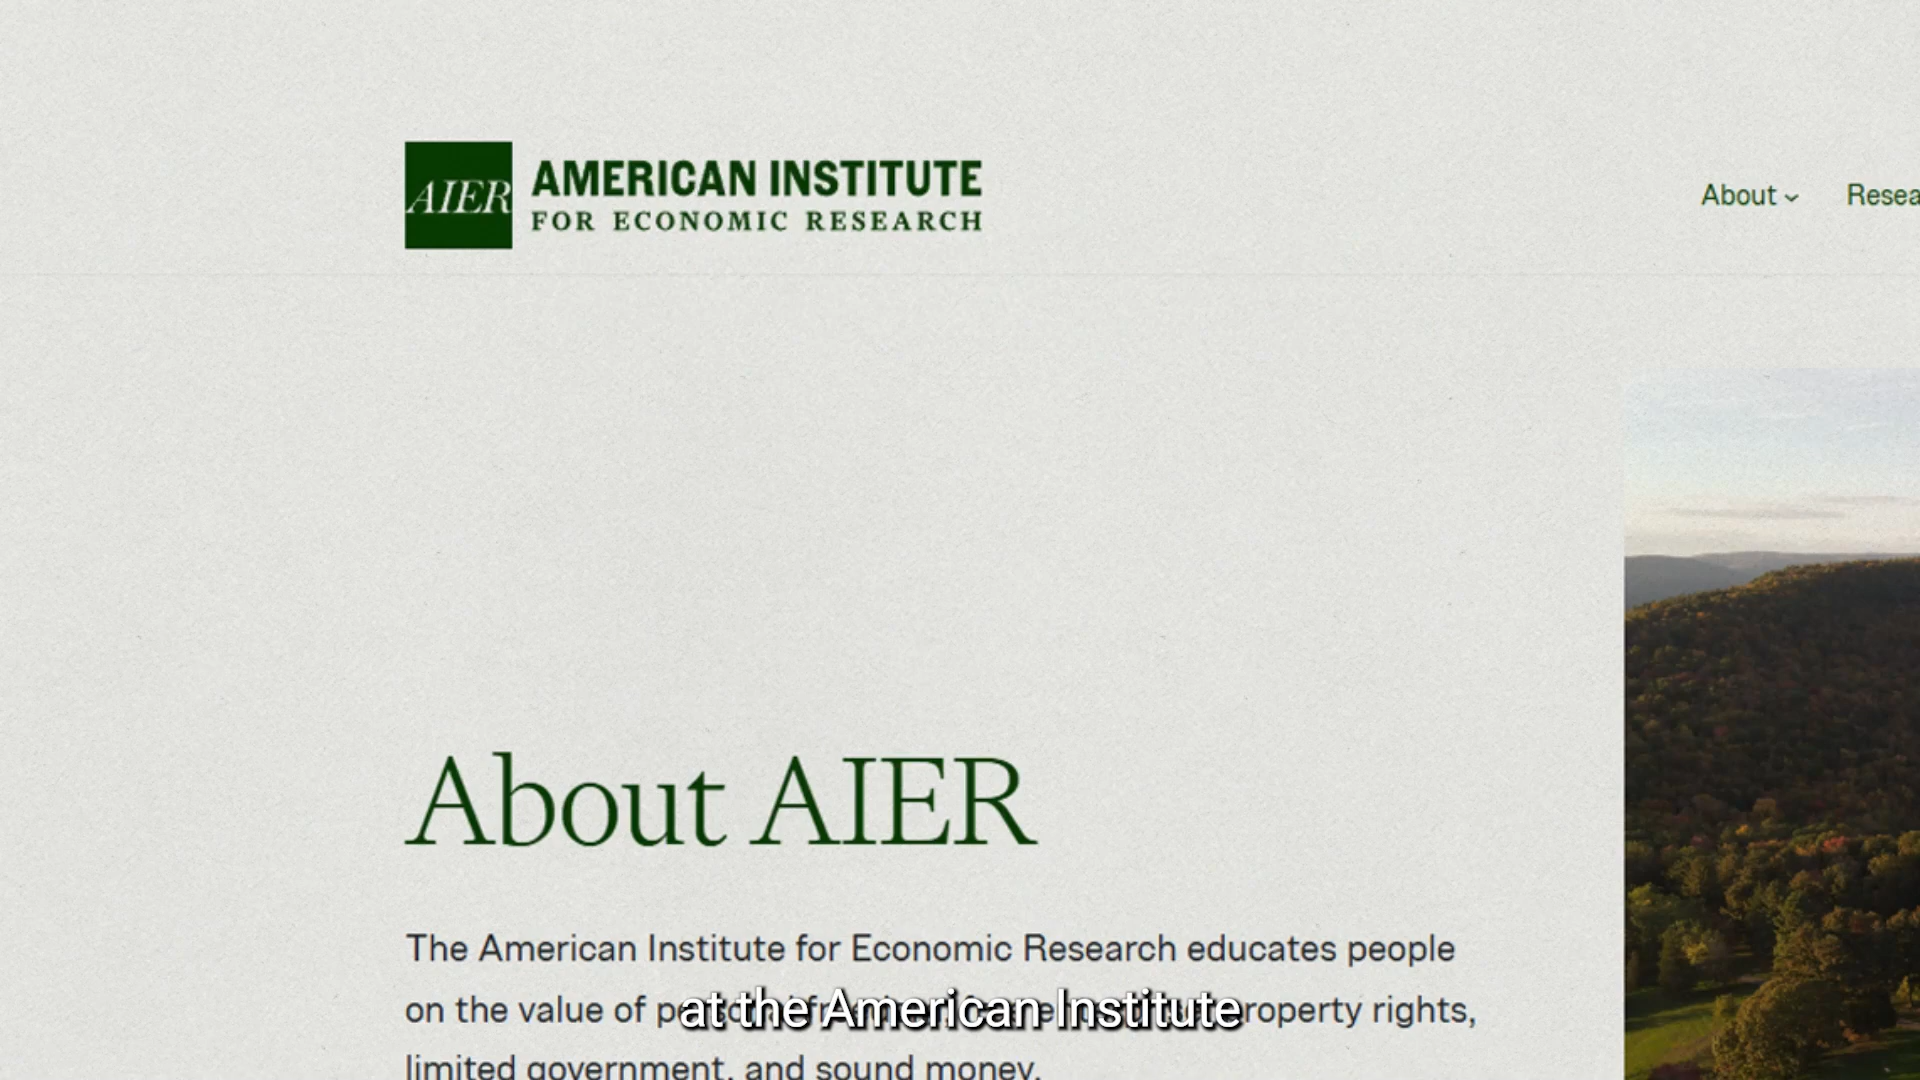 AIER
AMERICAN INSTITUTE
FOR ECONOMIC RESEARCH
About
Resea
About AIER
The American Institute for Economic Research educates people
on the value of property rights,
at the American Institute
limited government, and sound money.